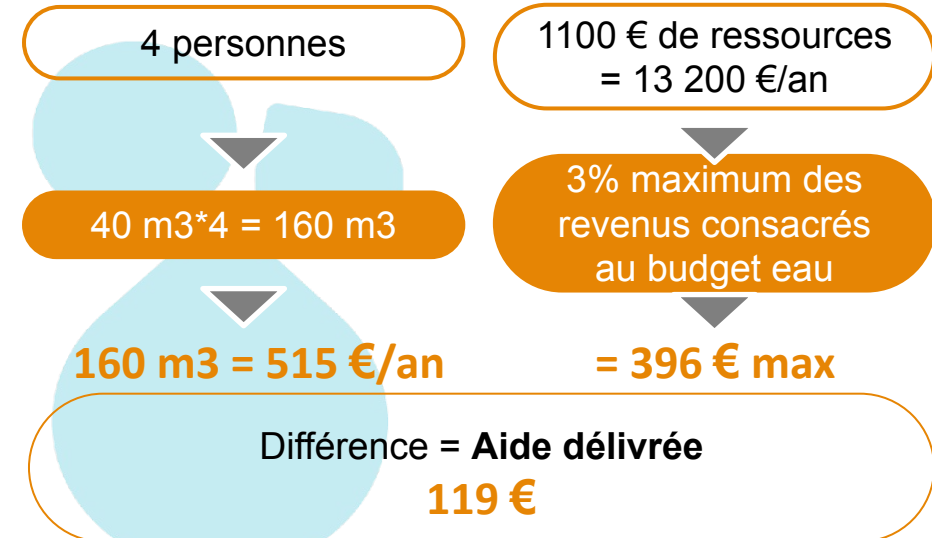 4 personnes
40 m3*4 = 160 m3
160 m3 = 515 €/an
1100 € de ressources
= 13 200 €/an
3% maximum des
revenus consacrés
au budget eau
= 396 € max
Différence = Aide délivrée
119 €